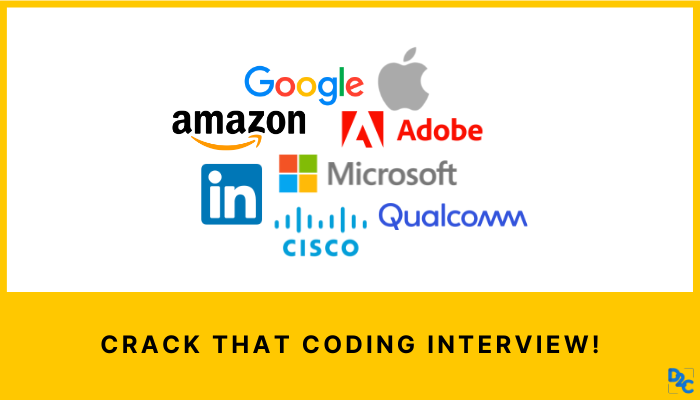 Google
amazon
Adobe
in
Microsoft
Qualcomm
CISCO
CRACK THAT CODING INTERVIEW!
D2C